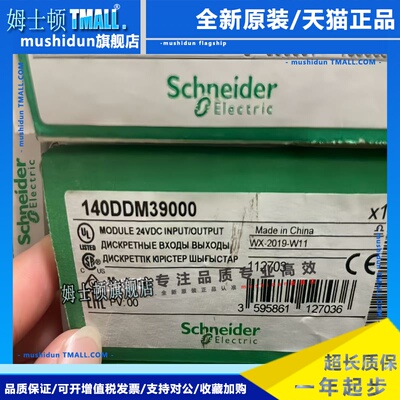 姆士顿 TMALL
mushidun旗舰店
全新原装/天猫正品
mushidun flagship
Schneider
Electric
Schneider
Electric
140DDM39000
x1
MODULE 24VDC INPUT/OUTPUT
ДИСКРЕТНЫЕ ВХОДЫ ВЫХОДЫ
ДИСКРЕТТІК КІРІСТЕР ШЫҒЫСТАР
Made in China
WX-2019-W11
UL
LISTED
112703
专注品质 专注高效
姆士顿旗舰店
PV:00
3 595861 127036
Schneider
Electric
mushidun TMALL.COM
品质保证/可开增值税发票/支持对公/收藏加购
超长质保
一年起步